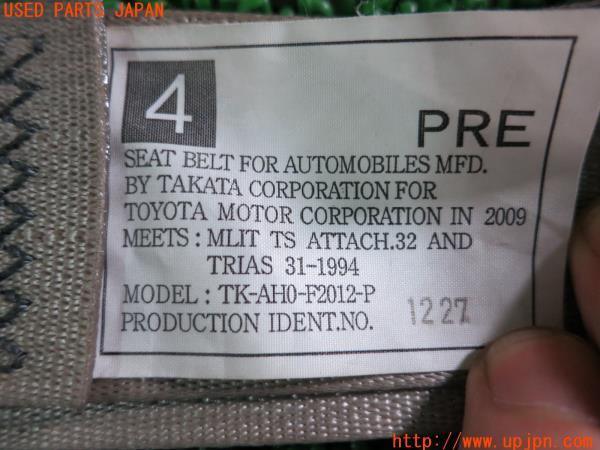 USED PARTS JAPAN
4
PRE
SEAT BELT FOR AUTOMOBILES MFD.
BY TAKATA CORPORATION FOR
TOYOTA MOTOR CORPORATION IN 2009
MEETS : MLIT TS ATTACH.32 AND
TRIAS 31-1994
MODEL : TK-AH0-F2012-P
PRODUCTION IDENT.NO. 1227
http://www.upjpn.com/